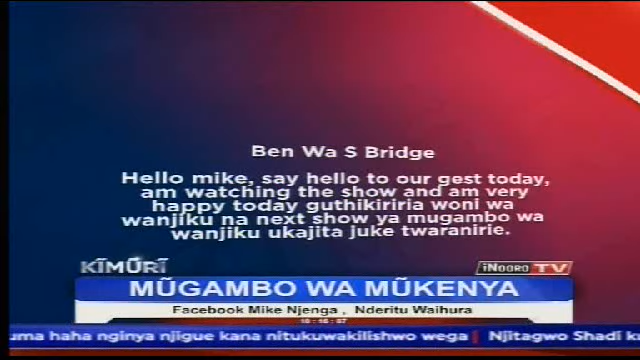 Ben Wa S Bridge
Hello mike, say hello to our gest today,
am watching the show and am very
happy today guthikiriria woni wa
wanjiku na next show ya mugambo wa
wanjiku ukajita juke twaranirie.
KĨMŨRĨ
iNOORO TV
MŨGAMBO WA MŨKENYA
Facebook Mike Njenga , Nderitu Waihura
uma haha nginya njigue kana nitukuwakilishwo wega | Njitagwo Shadi k